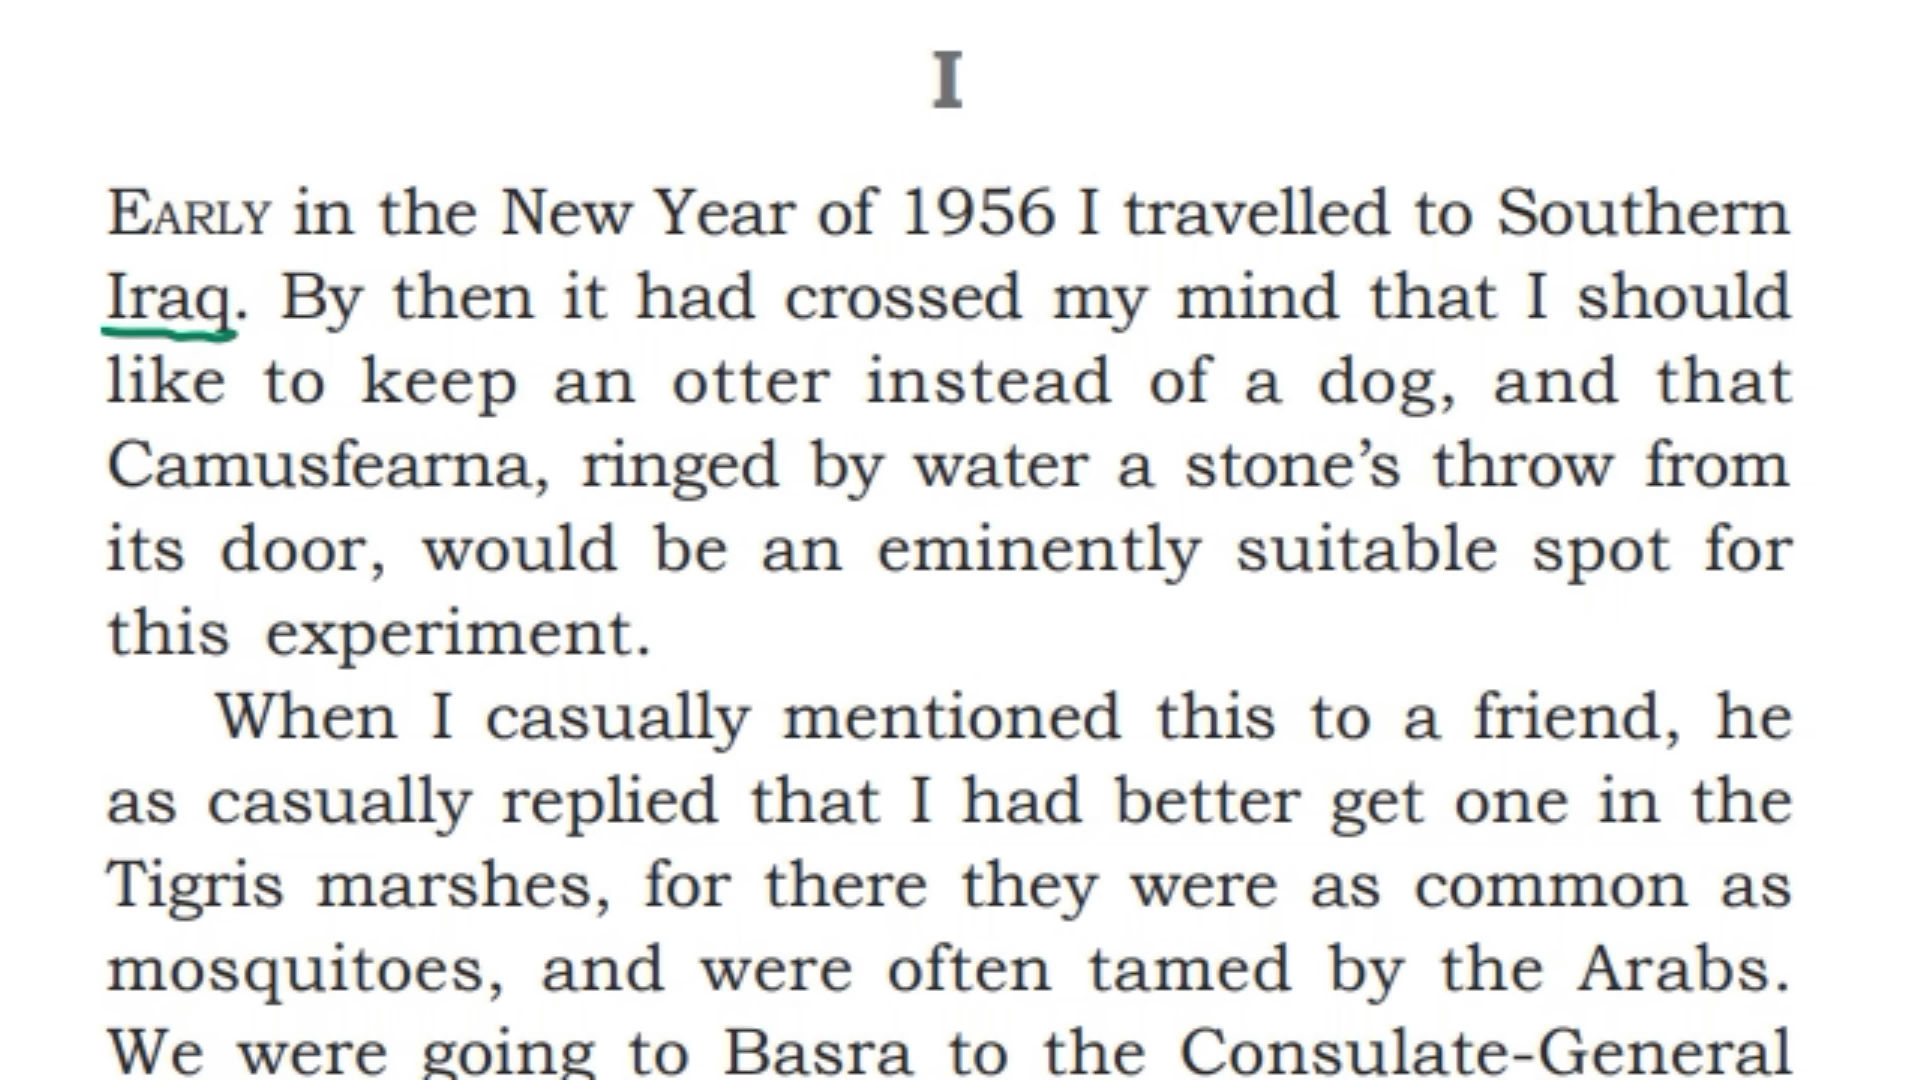 I
EARLY in the New Year of 1956 I travelled to Southern
Iraq. By then it had crossed my mind that I should
like to keep an otter instead of a dog, and that
Camusfearna, ringed by water a stone’s throw from
its door, would be an eminently suitable spot for
this experiment.
When I casually mentioned this to a friend, he
as casually replied that I had better get one in the
Tigris marshes, for there they were as common as
mosquitoes, and were often tamed by the Arabs.
We were going to Basra to the Consulate-General